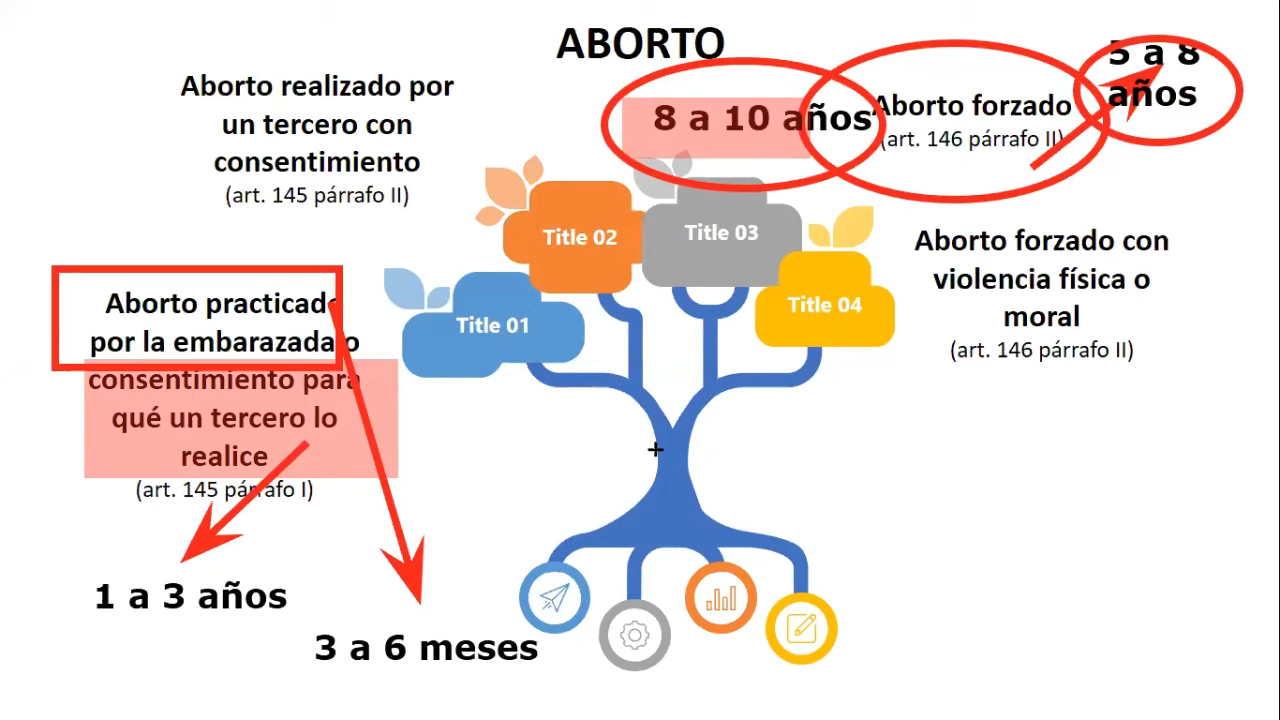 ABORTO
Aborto realizado por
un tercero con
consentimiento
(art. 145 párrafo II)
8 a 10 años
Aborto forzado
(art. 146 párrafo II)
5 a 8
años
Aborto forzado con
violencia física o
moral
(art. 146 párrafo II)
Aborto practicado
por la embarazada o
consentimiento para
qué un tercero lo
realice
(art. 145 párrafo I)
Title 01
Title 02
Title 03
Title 04
1 a 3 años
3 a 6 meses